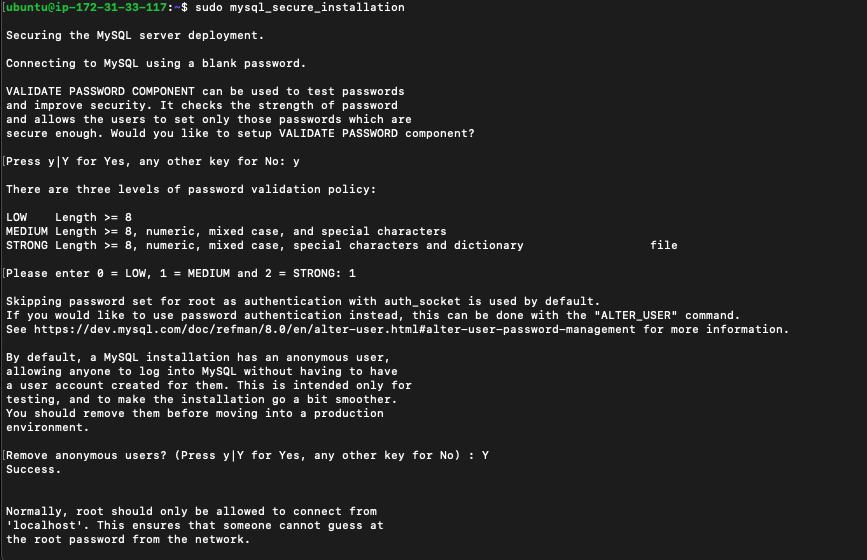 [ubuntu@ip-172-31-33-117:~$ sudo mysql_secure_installation
Securing the MySQL server deployment.
Connecting to MySQL using a blank password.
VALIDATE PASSWORD COMPONENT can be used to test passwords
and improve security. It checks the strength of password
and allows the users to set only those passwords which are
secure enough. Would you like to setup VALIDATE PASSWORD component?
[Press y|Y for Yes, any other key for No: y
There are three levels of password validation policy:
LOW    Length >= 8
MEDIUM Length >= 8, numeric, mixed case, and special characters
STRONG Length >= 8, numeric, mixed case, special characters and dictionary                  file
[Please enter 0 = LOW, 1 = MEDIUM and 2 = STRONG: 1
Skipping password set for root as authentication with auth_socket is used by default.
If you would like to use password authentication instead, this can be done with the "ALTER_USER" command.
See https://dev.mysql.com/doc/refman/8.0/en/alter-user.html#alter-user-password-management for more information.
By default, a MySQL installation has an anonymous user,
allowing anyone to log into MySQL without having to have
a user account created for them. This is intended only for
testing, and to make the installation go a bit smoother.
You should remove them before moving into a production
environment.
[Remove anonymous users? (Press y|Y for Yes, any other key for No) : Y
Success.
Normally, root should only be allowed to connect from
'localhost'. This ensures that someone cannot guess at
the root password from the network.